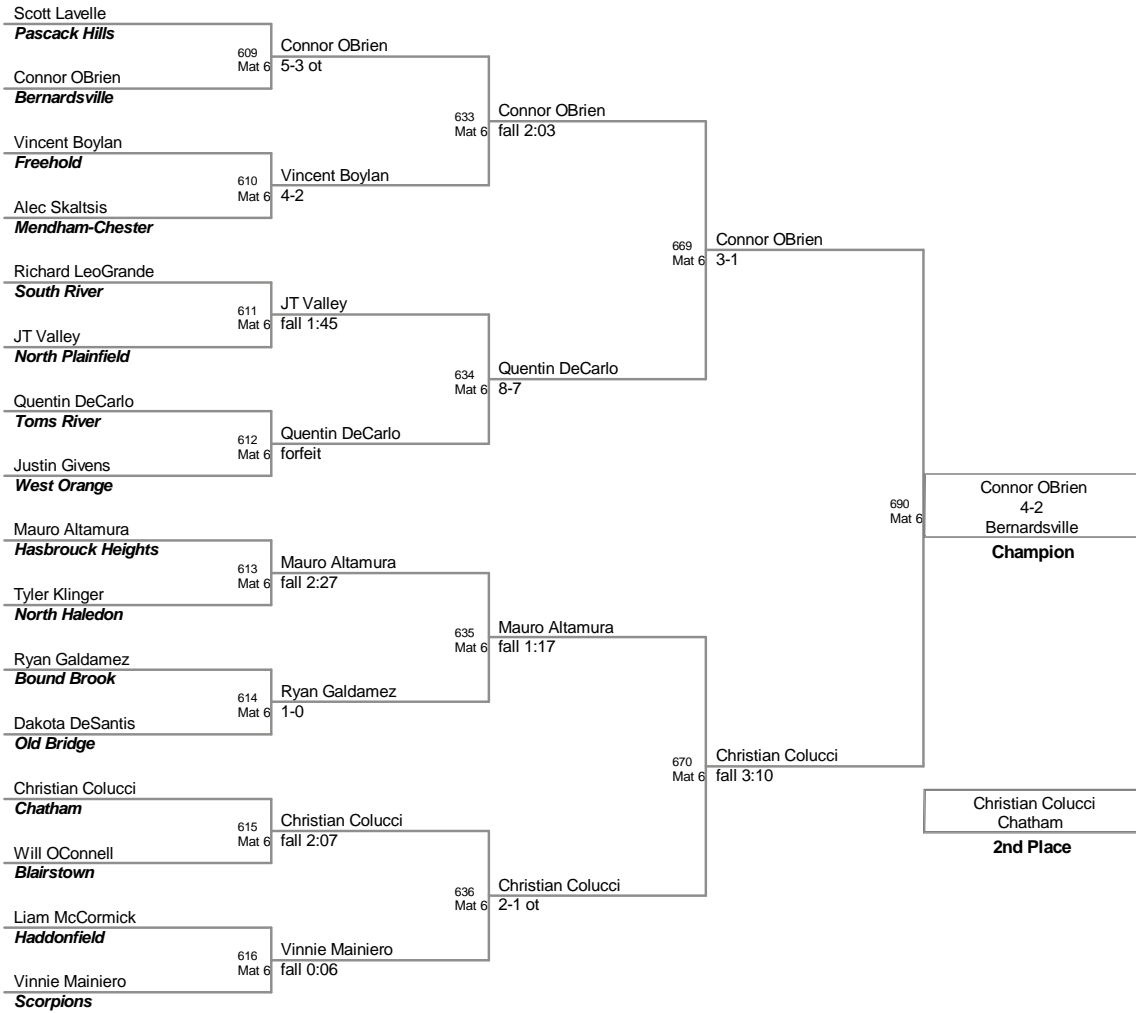 Scott Lavelle
Pascack Hills
609
Mat 6
Connor OBrien
5-3 ot
Connor OBrien
Bernardsville
633
Mat 6
Connor OBrien
fall 2:03
Vincent Boylan
Freehold
610
Mat 6
Vincent Boylan
4-2
Alec Skaltsis
Mendham-Chester
669
Mat 6
Connor OBrien
3-1
Richard LeoGrande
South River
611
Mat 6
JT Valley
fall 1:45
JT Valley
North Plainfield
634
Mat 6
Quentin DeCarlo
8-7
Quentin DeCarlo
Toms River
612
Mat 6
Quentin DeCarlo
forfeit
Justin Givens
West Orange
690
Mat 6
Connor OBrien
4-2
Bernardsville
Champion
Mauro Altamura
Hasbrouck Heights
613
Mat 6
Mauro Altamura
fall 2:27
Tyler Klinger
North Haledon
635
Mat 6
Mauro Altamura
fall 1:17
Ryan Galdamez
Bound Brook
614
Mat 6
Ryan Galdamez
1-0
Dakota DeSantis
Old Bridge
670
Mat 6
Christian Colucci
fall 3:10
Christian Colucci
Chatham
615
Mat 6
Christian Colucci
fall 2:07
Will OConnell
Blairstown
636
Mat 6
Christian Colucci
2-1 ot
Liam McCormick
Haddonfield
616
Mat 6
Vinnie Mainiero
fall 0:06
Vinnie Mainiero
Scorpions
Christian Colucci
Chatham
2nd Place